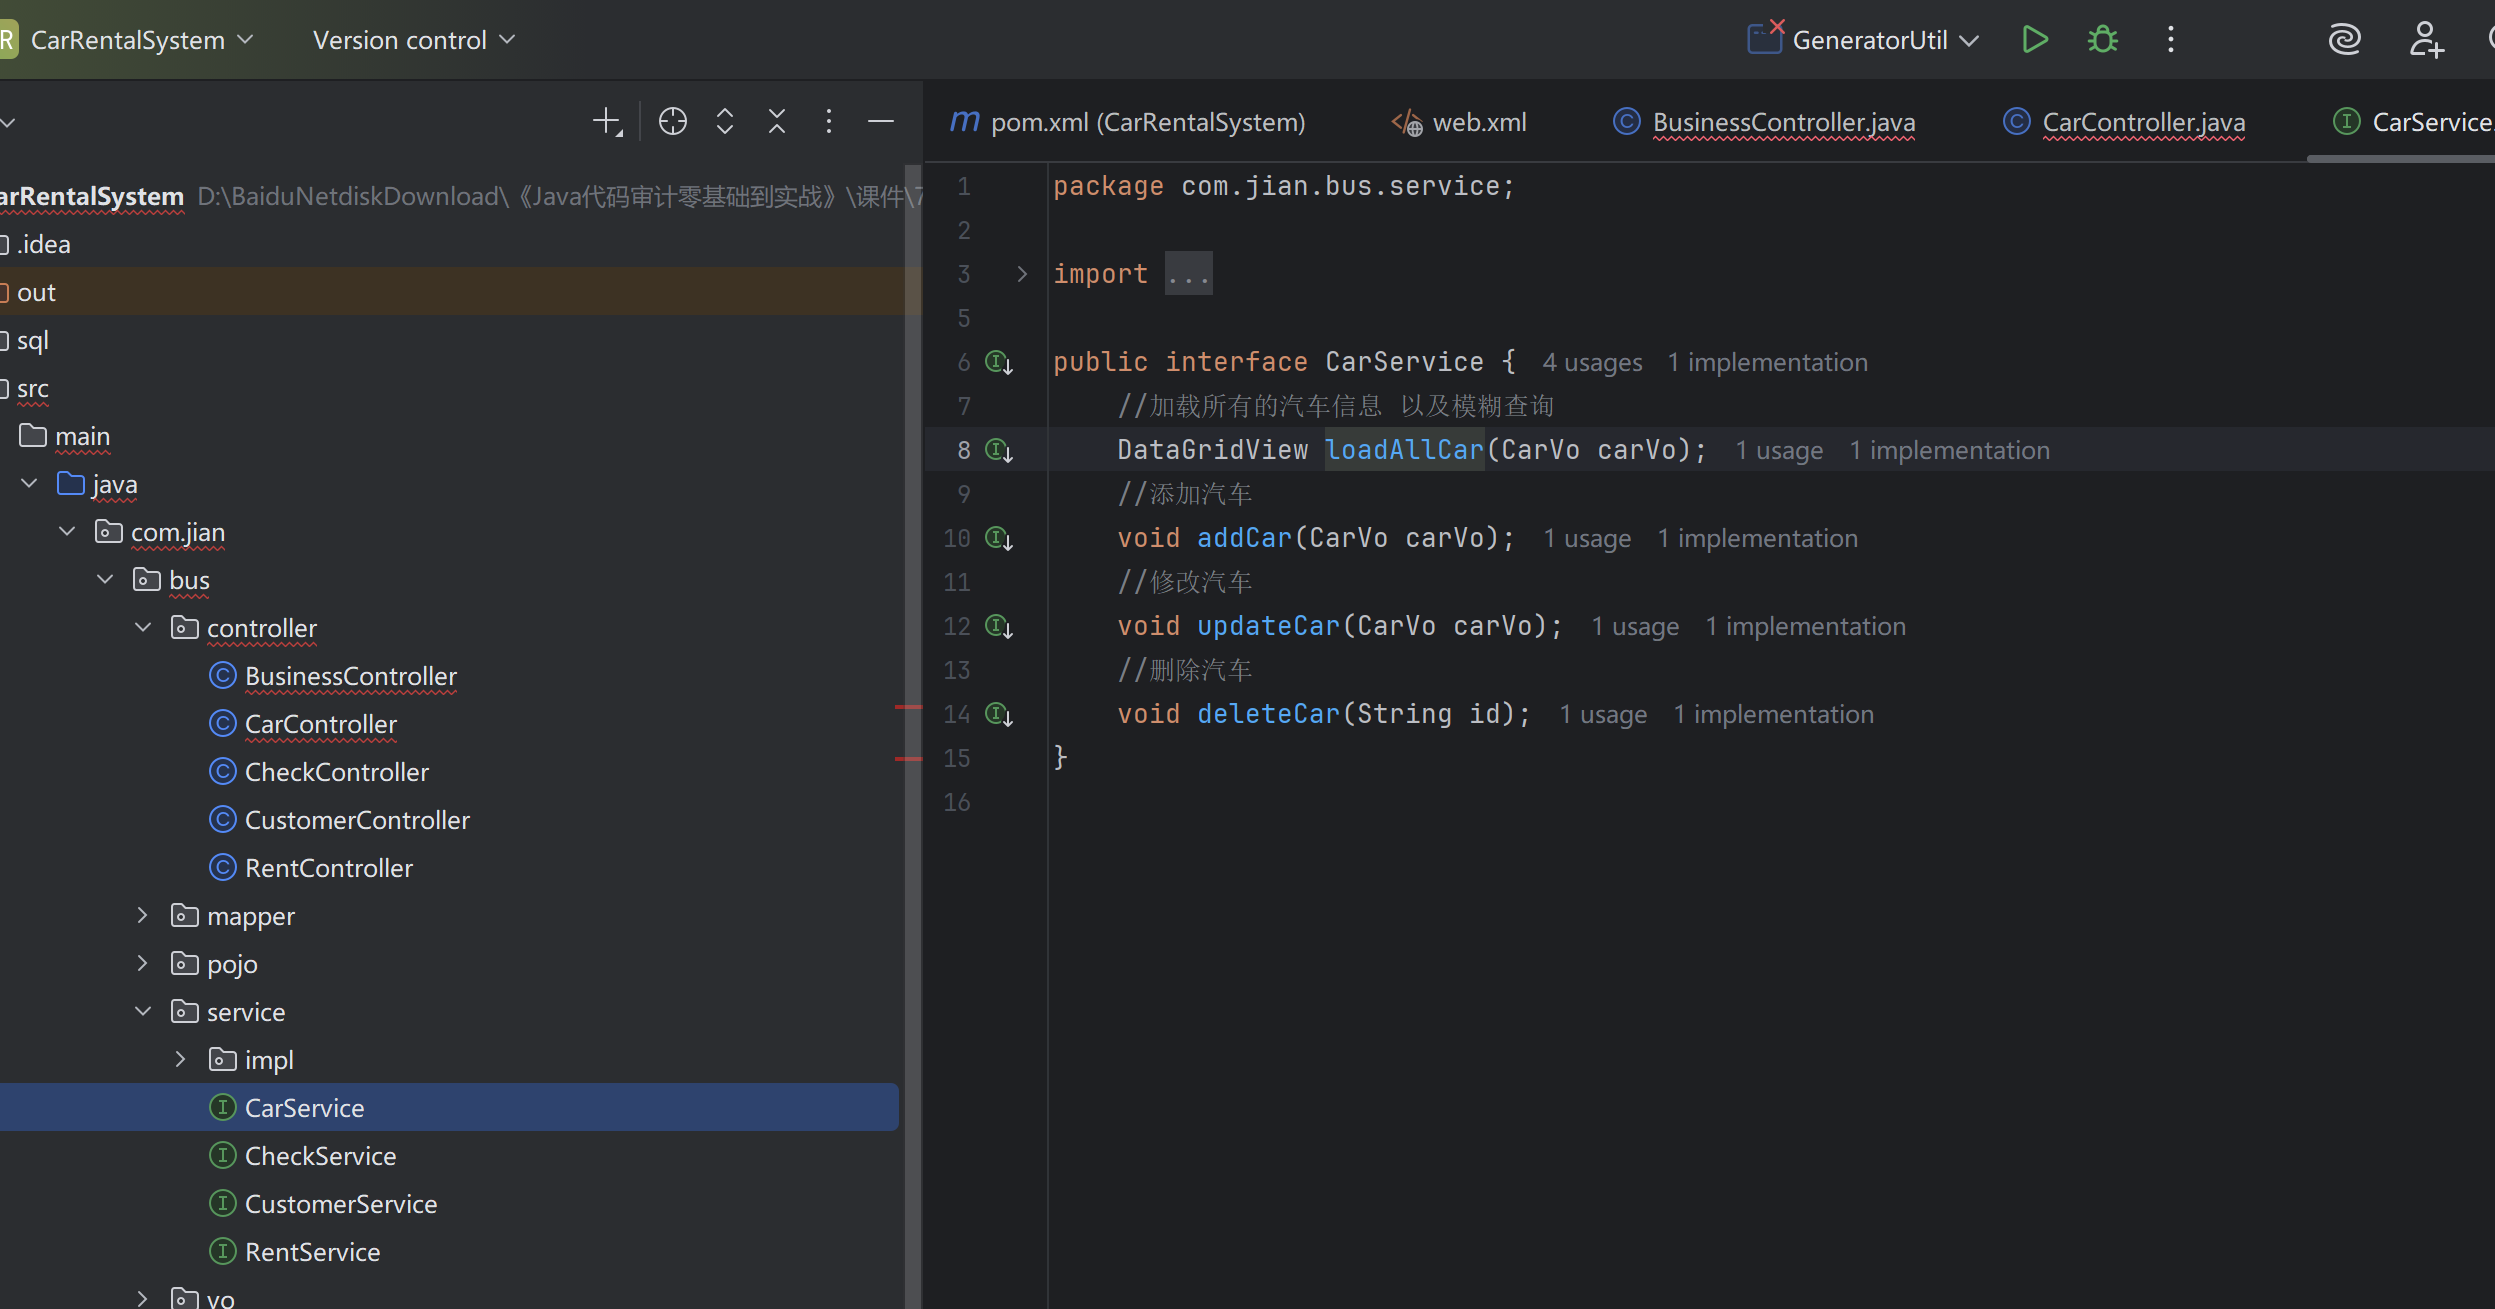 R CarRentalSystem Version control GeneratorUtil
pom.xml (CarRentalSystem) web.xml BusinessController.java CarController.java CarService.
arRentalSystem D:\BaiduNetdiskDownload\《Java代码审计零基础到实战》\课件\7
.idea
out
sql
src
main
java
com.jian
bus
controller
BusinessController
CarController
CheckController
CustomerController
RentController
mapper
pojo
service
impl
CarService
CheckService
CustomerService
RentService
vo
1 package com.jian.bus.service;
2
3 import ...
5
6 public interface CarService { 4 usages 1 implementation
7 //加载所有的汽车信息 以及模糊查询
8 DataGridView loadAllCar(CarVo carVo); 1 usage 1 implementation
9 //添加汽车
10 void addCar(CarVo carVo); 1 usage 1 implementation
11 //修改汽车
12 void updateCar(CarVo carVo); 1 usage 1 implementation
13 //删除汽车
14 void deleteCar(String id); 1 usage 1 implementation
15 }
16